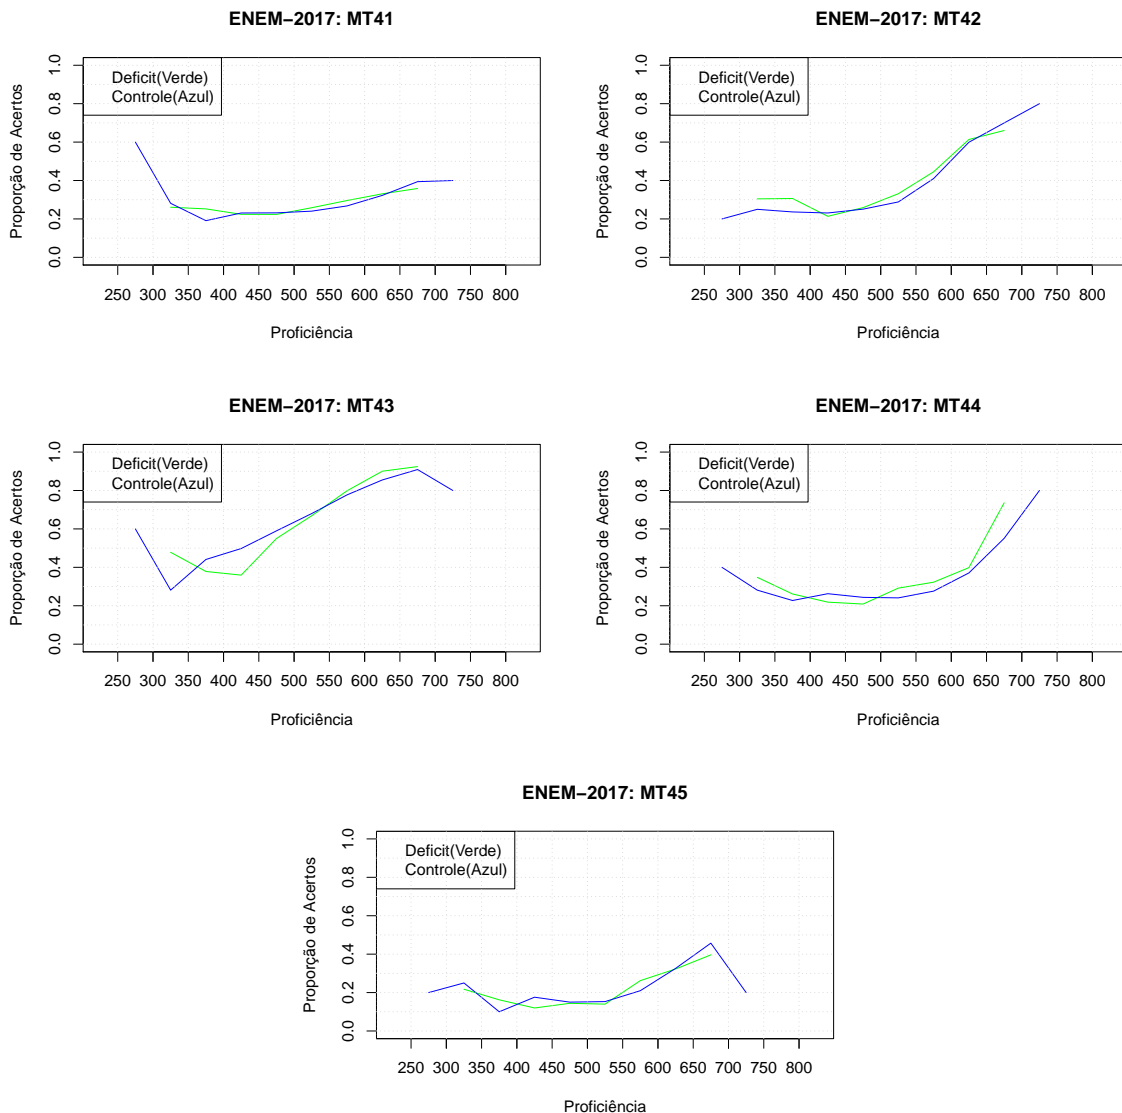 ENEM−2017: MT41
Deficit(Verde)
Controle(Azul)
Proporção de Acertos
0.0 0.2 0.4 0.6 0.8 1.0
250 300 350 400 450 500 550 600 650 700 750 800
Proficiência
ENEM−2017: MT42
Deficit(Verde)
Controle(Azul)
Proporção de Acertos
0.0 0.2 0.4 0.6 0.8 1.0
250 300 350 400 450 500 550 600 650 700 750 800
Proficiência
ENEM−2017: MT43
Deficit(Verde)
Controle(Azul)
Proporção de Acertos
0.0 0.2 0.4 0.6 0.8 1.0
250 300 350 400 450 500 550 600 650 700 750 800
Proficiência
ENEM−2017: MT44
Deficit(Verde)
Controle(Azul)
Proporção de Acertos
0.0 0.2 0.4 0.6 0.8 1.0
250 300 350 400 450 500 550 600 650 700 750 800
Proficiência
ENEM−2017: MT45
Deficit(Verde)
Controle(Azul)
Proporção de Acertos
0.0 0.2 0.4 0.6 0.8 1.0
250 300 350 400 450 500 550 600 650 700 750 800
Proficiência